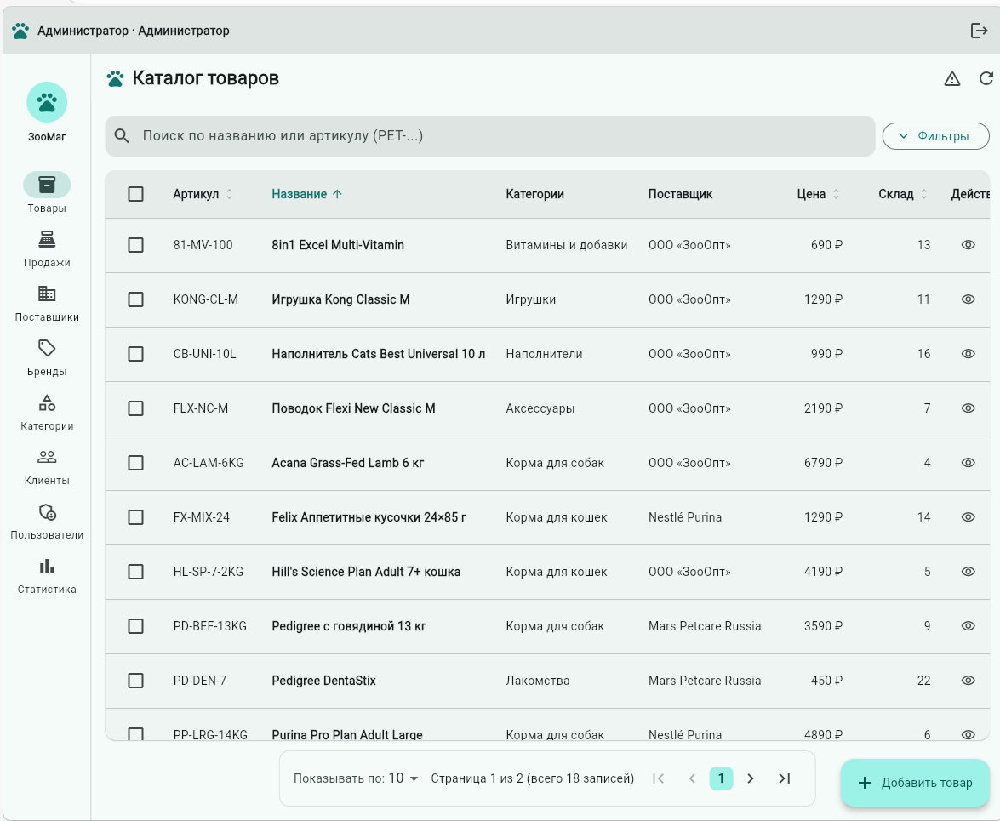 Администратор · Администратор
Каталог товаров
ЗооМаг
Поиск по названию или артикулу (PET-...)
Фильтры
Товары
Продажи
Поставщики
Бренды
Категории
Клиенты
Пользователи
Статистика
Артикул Название Категории Поставщик Цена Склад Действ
81-MV-100 8in1 Excel Multi-Vitamin Витамины и добавки ООО «ЗооОпт» 690 ₽ 13
KONG-CL-M Игрушка Kong Classic M Игрушки ООО «ЗооОпт» 1290 ₽ 11
CB-UNI-10L Наполнитель Cats Best Universal 10 л Наполнители ООО «ЗооОпт» 990 ₽ 16
FLX-NC-M Поводок Flexi New Classic M Аксессуары ООО «ЗооОпт» 2190 ₽ 7
AC-LAM-6KG Acana Grass-Fed Lamb 6 кг Корма для собак ООО «ЗооОпт» 6790 ₽ 4
FX-MIX-24 Felix Аппетитные кусочки 24×85 г Корма для кошек Nestlé Purina 1290 ₽ 14
HL-SP-7-2KG Hill's Science Plan Adult 7+ кошка Корма для кошек ООО «ЗооОпт» 4190 ₽ 5
PD-BEF-13KG Pedigree с говядиной 13 кг Корма для собак Mars Petcare Russia 3590 ₽ 9
PD-DEN-7 Pedigree DentaStix Лакомства Mars Petcare Russia 450 ₽ 22
PP-LRG-14KG Purina Pro Plan Adult Large Корма для собак Nestlé Purina 4890 ₽ 6
Показывать по: 10 Страница 1 из 2 (всего 18 записей) 1
Добавить товар